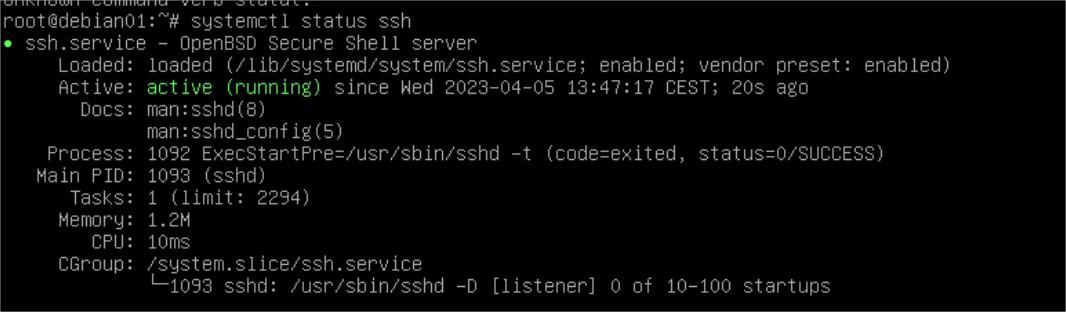 unknown command verb statut.
root@debian01:~# systemctl status ssh
● ssh.service - OpenBSD Secure Shell server
Loaded: loaded (/lib/systemd/system/ssh.service; enabled; vendor preset: enabled)
Active: active (running) since Wed 2023-04-05 13:47:17 CEST; 20s ago
Docs: man:sshd(8)
man:sshd_config(5)
Process: 1092 ExecStartPre=/usr/sbin/sshd -t (code=exited, status=0/SUCCESS)
Main PID: 1093 (sshd)
Tasks: 1 (limit: 2294)
Memory: 1.2M
CPU: 10ms
CGroup: /system.slice/ssh.service
└─1093 sshd: /usr/sbin/sshd -D [listener] 0 of 10-100 startups